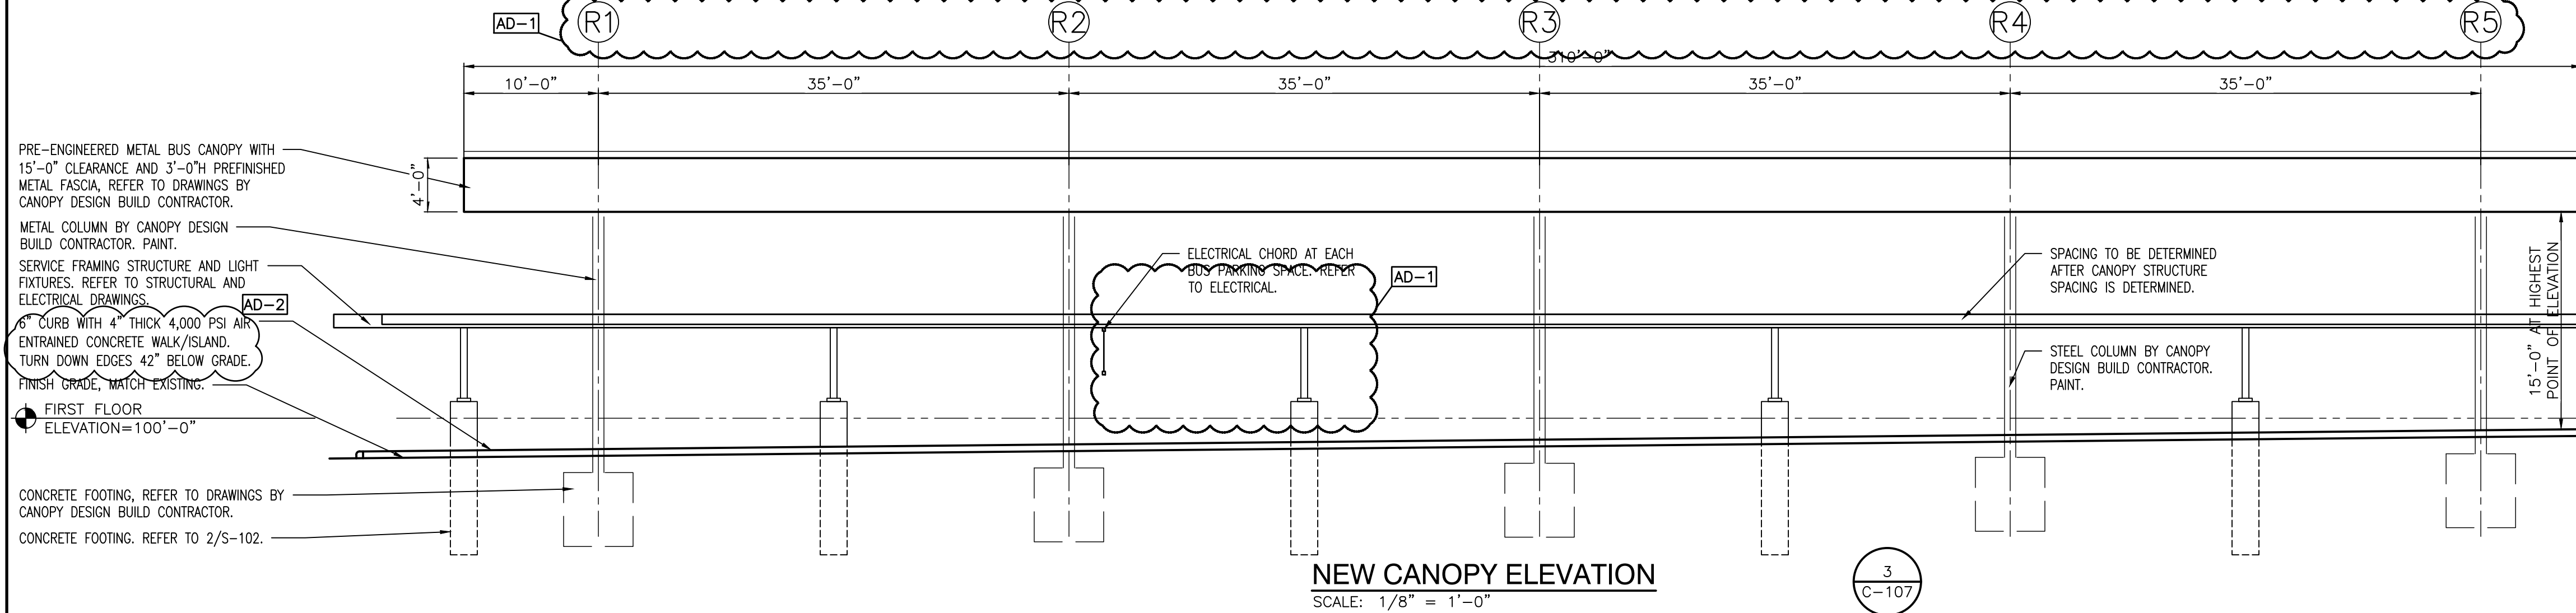 AD-1
R1
R2
R3
R4
R5
310'-0"
10'-0"
35'-0"
35'-0"
35'-0"
35'-0"
PRE-ENGINEERED METAL BUS CANOPY WITH
15'-0" CLEARANCE AND 3'-0"H PREFINISHED
METAL FASCIA, REFER TO DRAWINGS BY
CANOPY DESIGN BUILD CONTRACTOR.
4'-0"
METAL COLUMN BY CANOPY DESIGN
BUILD CONTRACTOR. PAINT.
SERVICE FRAMING STRUCTURE AND LIGHT
FIXTURES. REFER TO STRUCTURAL AND
ELECTRICAL DRAWINGS.
AD-2
6" CURB WITH 4" THICK 4,000 PSI AIR
ENTRAINED CONCRETE WALK/ISLAND.
TURN DOWN EDGES 42" BELOW GRADE.
FINISH GRADE, MATCH EXISTING.
FIRST FLOOR
ELEVATION=100'-0"
CONCRETE FOOTING, REFER TO DRAWINGS BY
CANOPY DESIGN BUILD CONTRACTOR.
CONCRETE FOOTING. REFER TO 2/S-102.
ELECTRICAL CHORD AT EACH
BUS PARKING SPACE. REFER
TO ELECTRICAL.
AD-1
SPACING TO BE DETERMINED
AFTER CANOPY STRUCTURE
SPACING IS DETERMINED.
STEEL COLUMN BY CANOPY
DESIGN BUILD CONTRACTOR.
PAINT.
15'-0" AT HIGHEST
POINT OF ELEVATION
NEW CANOPY ELEVATION
SCALE: 1/8" = 1'-0"
3
C-107